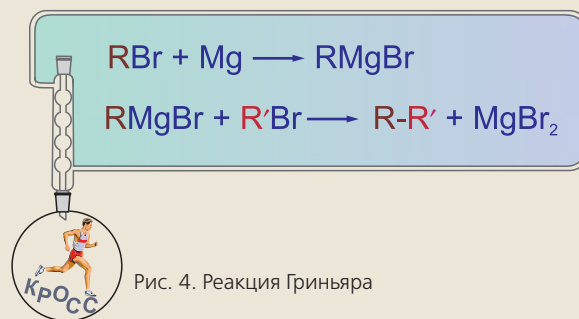 RBr + Mg ⟶ RMgBr
RMgBr + R′Br ⟶ R-R′ + MgBr₂
КРОСС
Рис. 4. Реакция Гриньяра